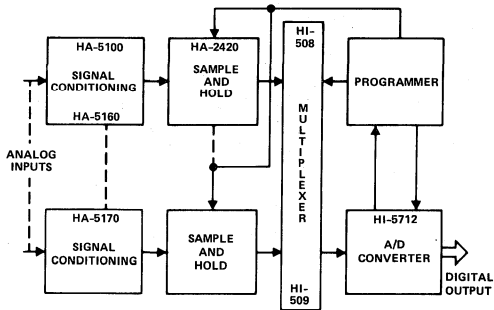 HA-5100
SIGNAL
CONDITIONING
HA-5160
HA-2420
SAMPLE
AND
HOLD
HI-
508
MULTIPLEXER
HI-
509
PROGRAMMER
ANALOG
INPUTS
HA-5170
SIGNAL
CONDITIONING
SAMPLE
AND
HOLD
HI-5712
A/D
CONVERTER
DIGITAL
OUTPUT